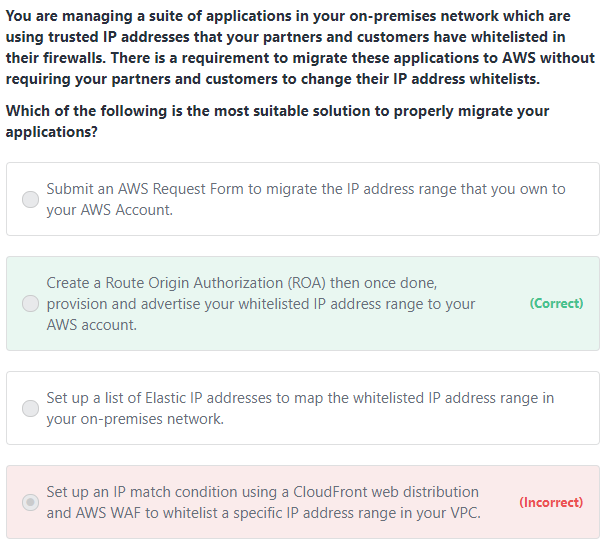 You are managing a suite of applications in your on-premises network which are
using trusted IP addresses that your partners and customers have whitelisted in
their firewalls. There is a requirement to migrate these applications to AWS without
requiring your partners and customers to change their IP address whitelists.
Which of the following is the most suitable solution to properly migrate your
applications?
Submit an AWS Request Form to migrate the IP address range that you own to
your AWS Account.
Create a Route Origin Authorization (ROA) then once done,
provision and advertise your whitelisted IP address range to your
AWS account.
(Correct)
Set up a list of Elastic IP addresses to map the whitelisted IP address range in
your on-premises network.
Set up an IP match condition using a CloudFront web distribution
and AWS WAF to whitelist a specific IP address range in your VPC.
(Incorrect)